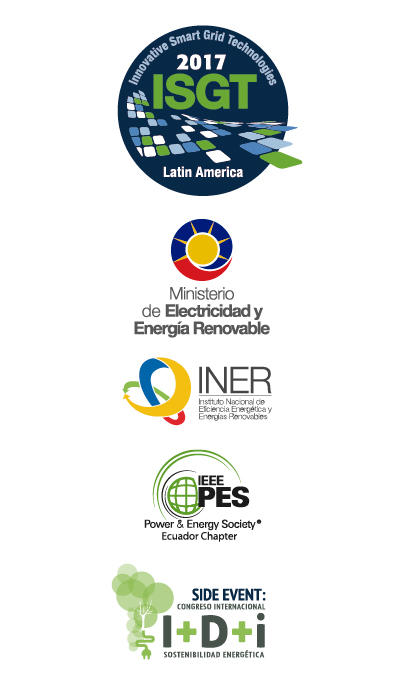 Innovative Smart Grid Technologies
2017
ISGT
Latin America
Ministerio
de Electricidad y
Energía Renovable
INER
Instituto Nacional de
Eficiencia Energética y
Energías Renovables
IEEE
PES
Power & Energy Society®
Ecuador Chapter
SIDE EVENT:
CONGRESO INTERNACIONAL
I+D+i
SOSTENIBILIDAD ENERGÉTICA